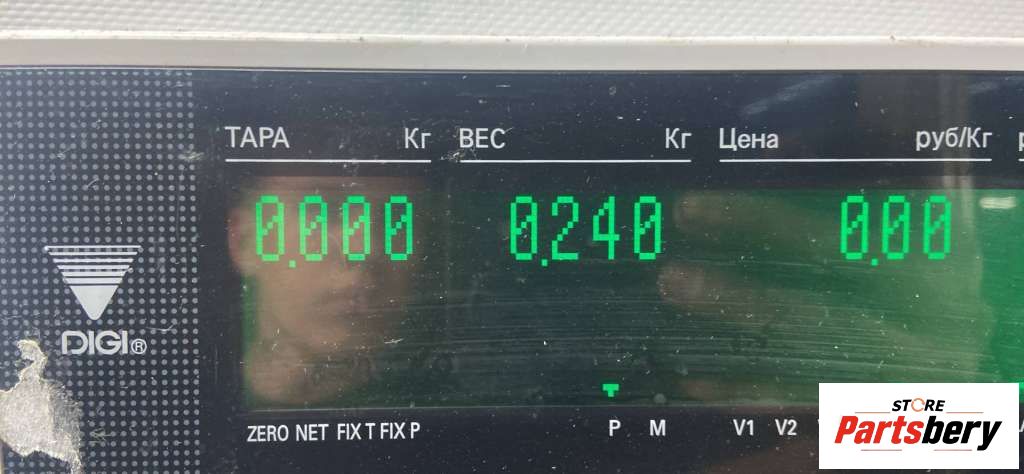 ТАРА Кг ВЕС Кг Цена руб/Кг
0.000 0.240 0.00
DIGI®
ZERO NET FIX T FIX P P M V1 V2
STORE
Partsbery